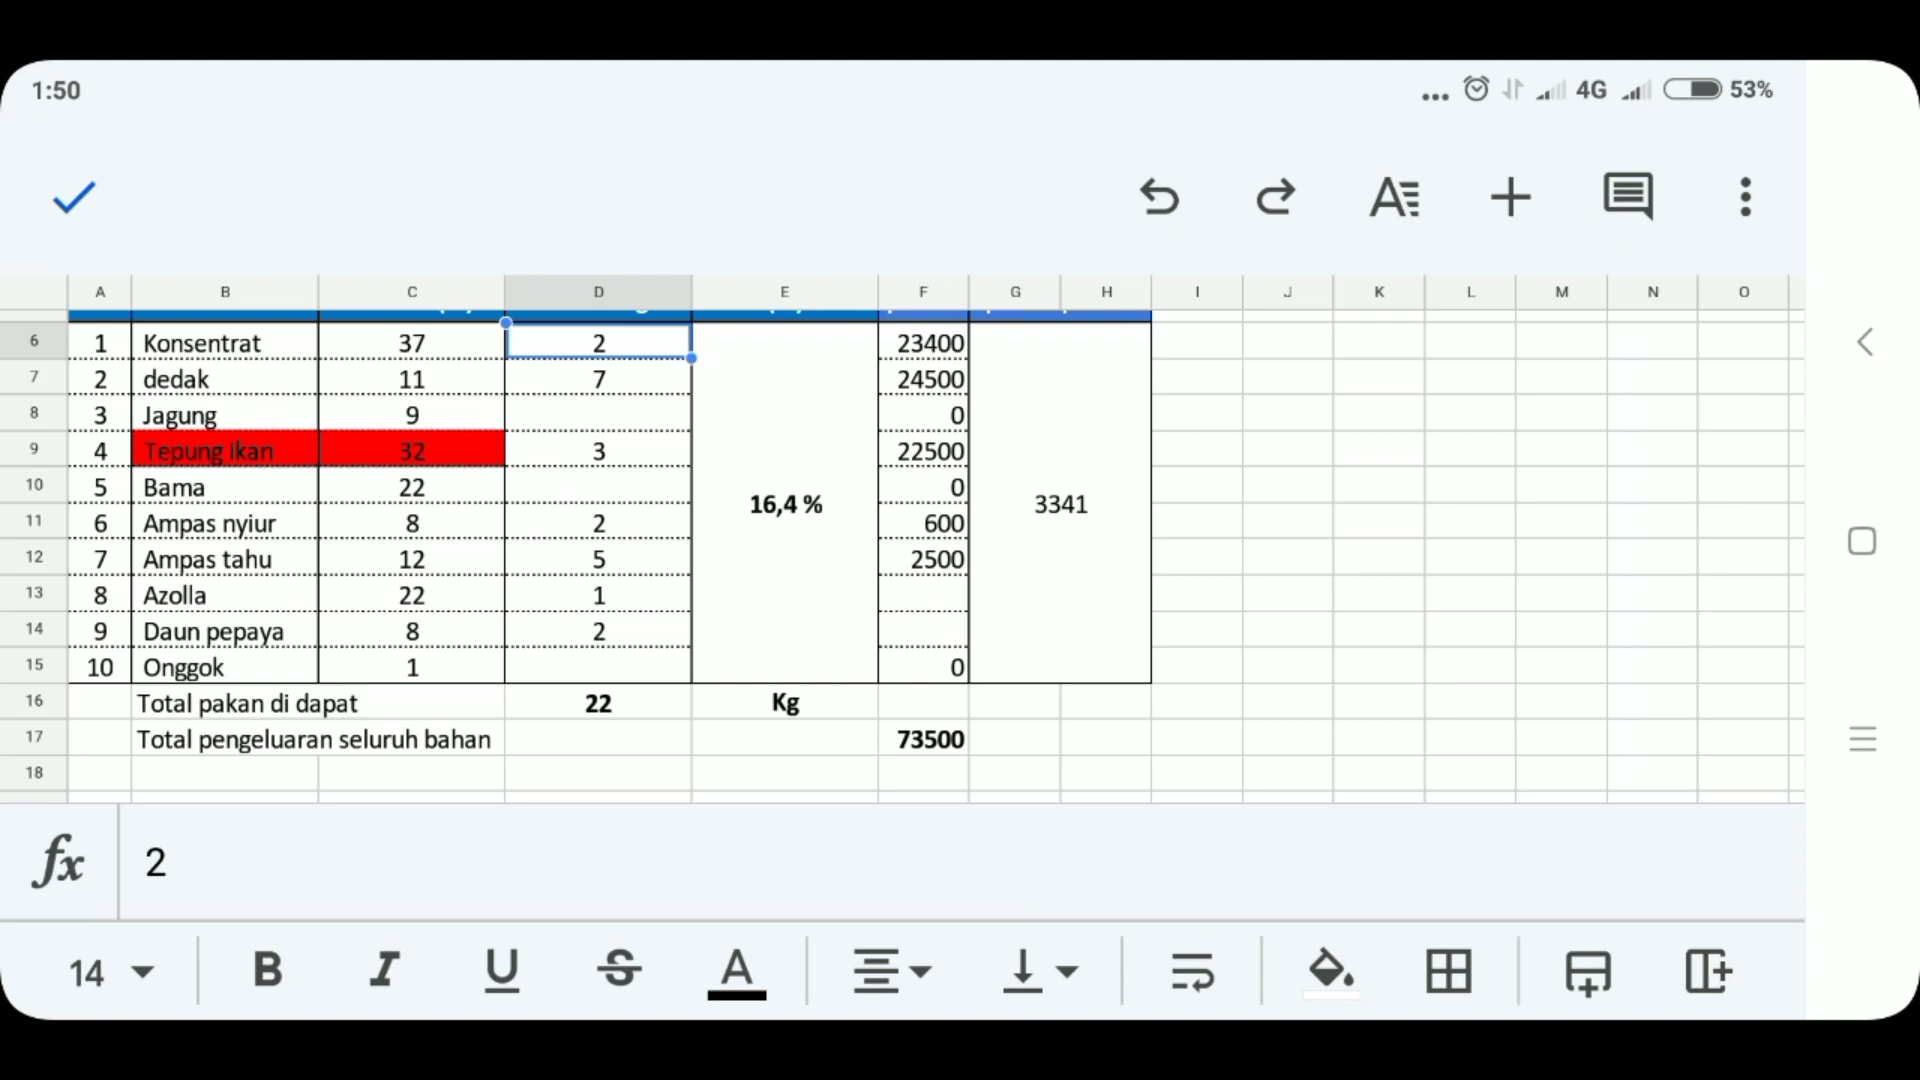 1:50 ... 4G 53%
A B C D E F G H I J K L M N O
6 1 Konsentrat 37 2 23400
7 2 dedak 11 7 24500
8 3 Jagung 9 0
9 4 Tepung ikan 32 3 22500
10 5 Bama 22 0
16,4 % 3341
11 6 Ampas nyiur 8 2 600
12 7 Ampas tahu 12 5 2500
13 8 Azolla 22 1
14 9 Daun pepaya 8 2
15 10 Onggok 1 0
16 Total pakan di dapat 22 Kg
17 Total pengeluaran seluruh bahan 73500
18
fx 2
14 B I U S A